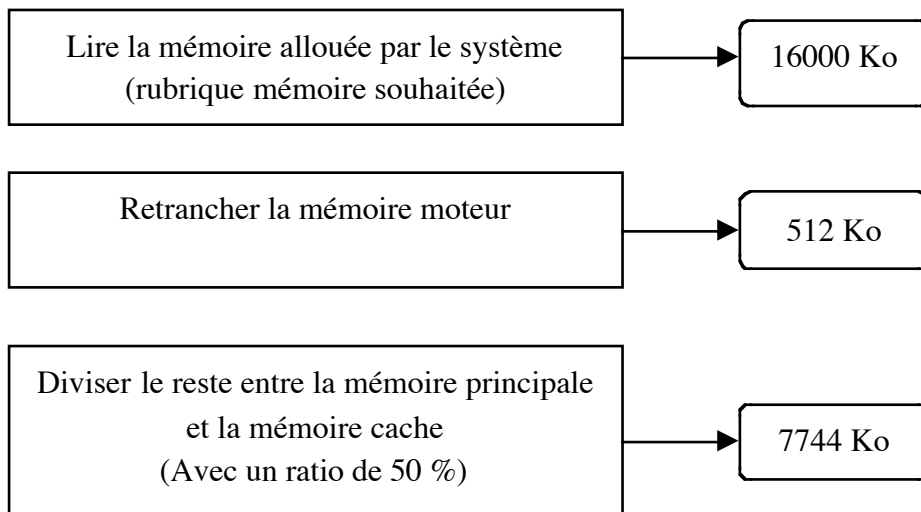 Lire la mémoire allouée par le système
(rubrique mémoire souhaitée)
16000 Ko
Retrancher la mémoire moteur
512 Ko
Diviser le reste entre la mémoire principale
et la mémoire cache
(Avec un ratio de 50 %)
7744 Ko